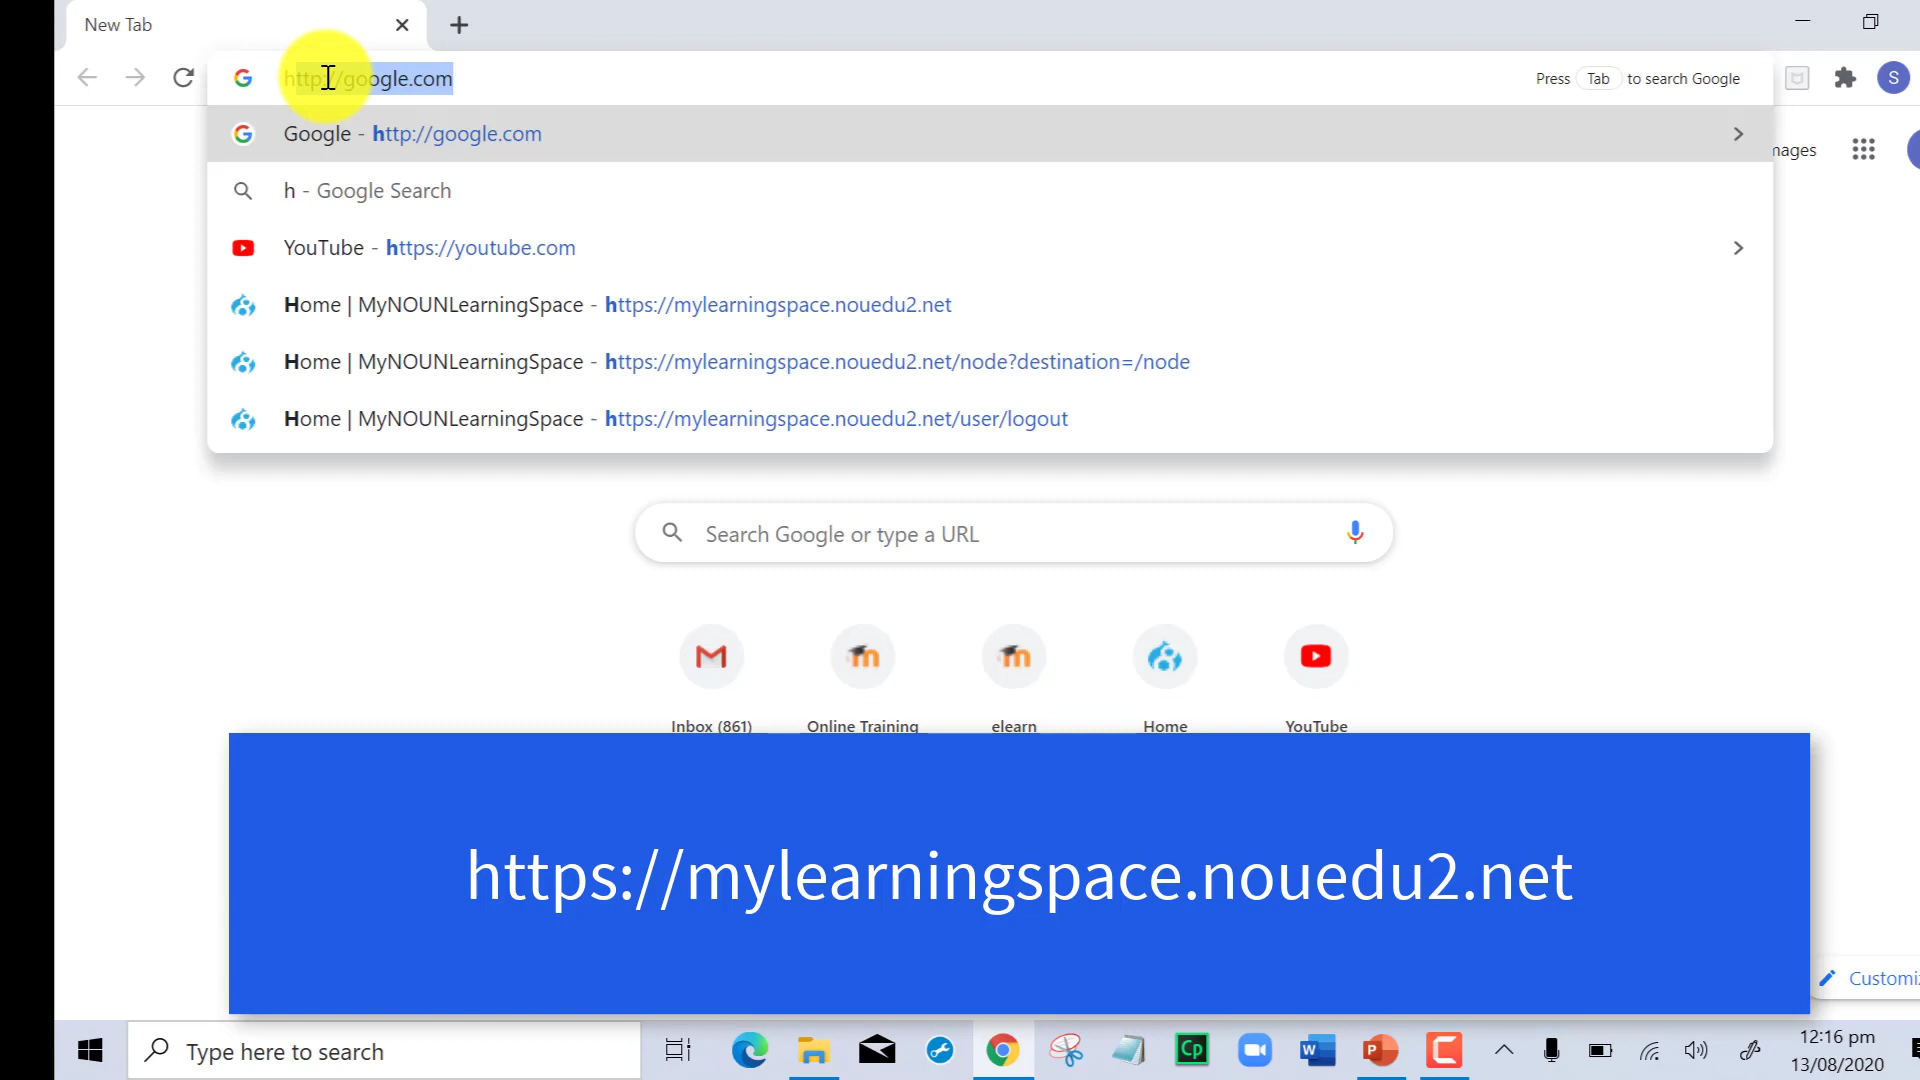 New Tab
http://google.com
Press Tab to search Google
S
Google - http://google.com
mages
h - Google Search
YouTube - https://youtube.com
Home | MyNOUNLearningSpace - https://mylearningspace.nouedu2.net
Home | MyNOUNLearningSpace - https://mylearningspace.nouedu2.net/node?destination=/node
Home | MyNOUNLearningSpace - https://mylearningspace.nouedu2.net/user/logout
Search Google or type a URL
Inbox (861) Online Training elearn Home YouTube
https://mylearningspace.nouedu2.net
Customiz
Type here to search
Cp
W
P
12:16 pm
13/08/2020